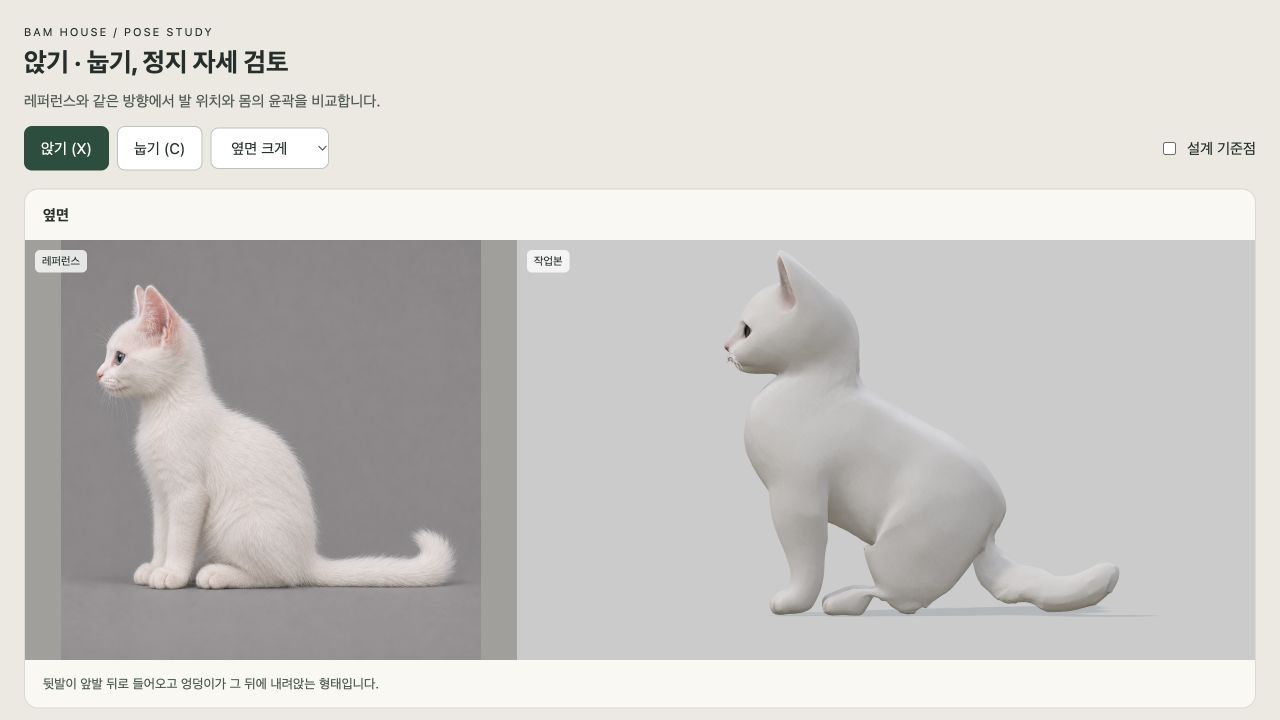 BAM HOUSE / POSE STUDY
앉기 · 눕기, 정지 자세 검토
레퍼런스와 같은 방향에서 발 위치와 몸의 윤곽을 비교합니다.
앉기 (X) 눕기 (C) 옆면 크게 설계 기준점
옆면
레퍼런스 작업본
뒷발이 앞발 뒤로 들어오고 엉덩이가 그 뒤에 내려앉는 형태입니다.